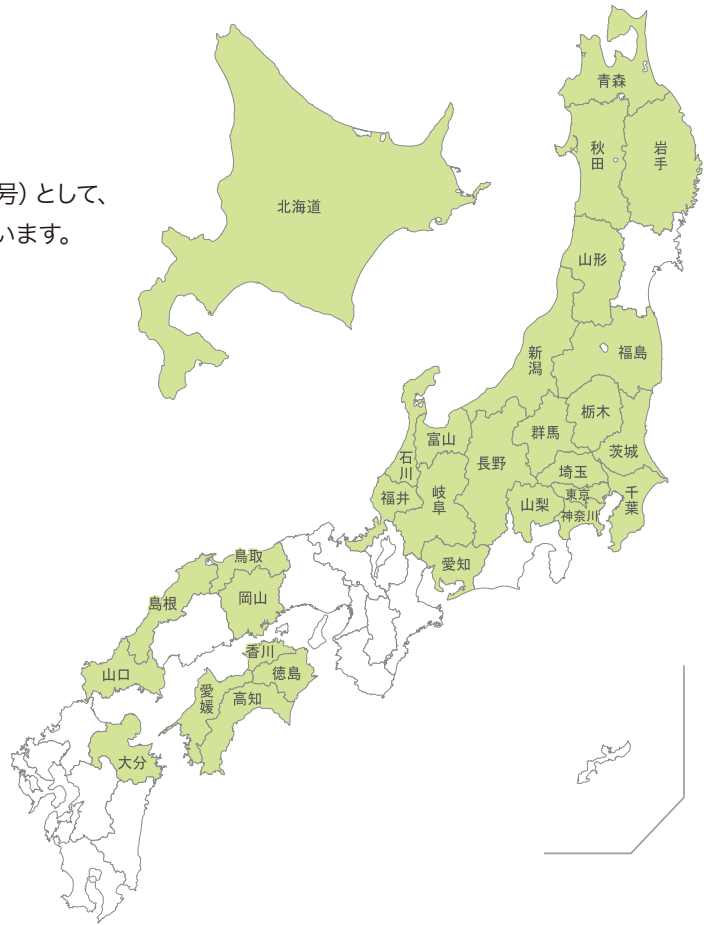 号）として、
います。
北海道
青森
秋田
岩手
山形
新潟
福島
栃木
群馬
茨城
富山
石川
長野
埼玉
福井
岐阜
山梨
東京
千葉
神奈川
愛知
鳥取
岡山
島根
香川
徳島
山口
愛媛
高知
大分